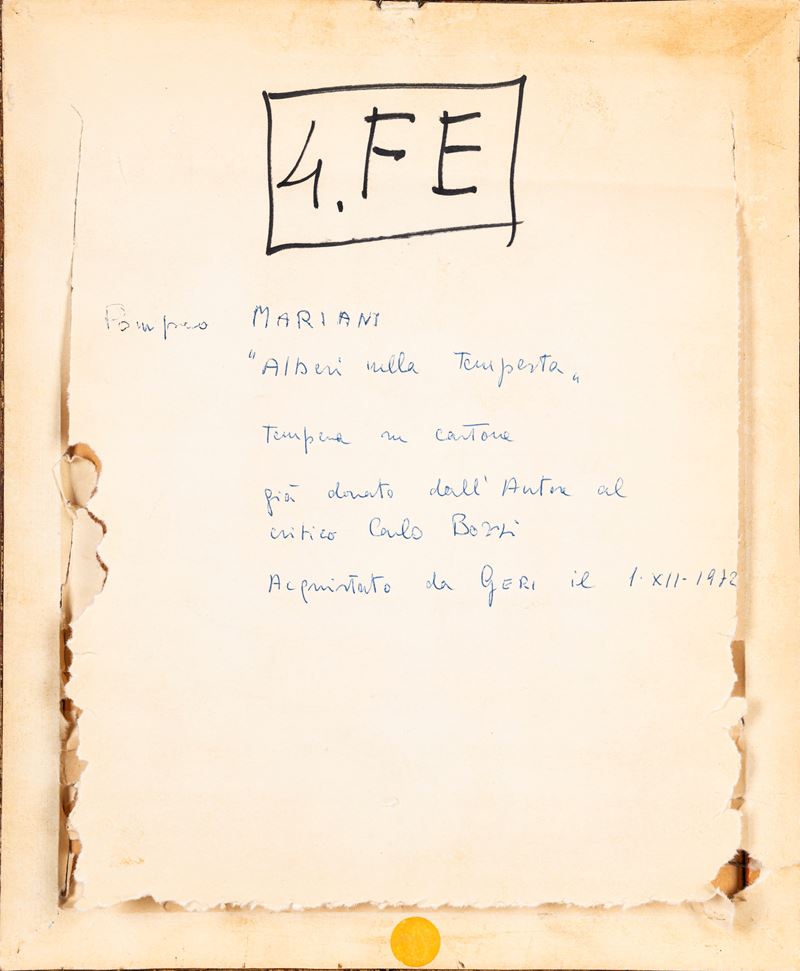 4. FE
Pompeo MARIANI
"Alberi nella Tempesta"
Tempera su cartone
già donato dall'Autore al
critico Carlo Bozzi
Acquistato da GERI il 1-XII-1972